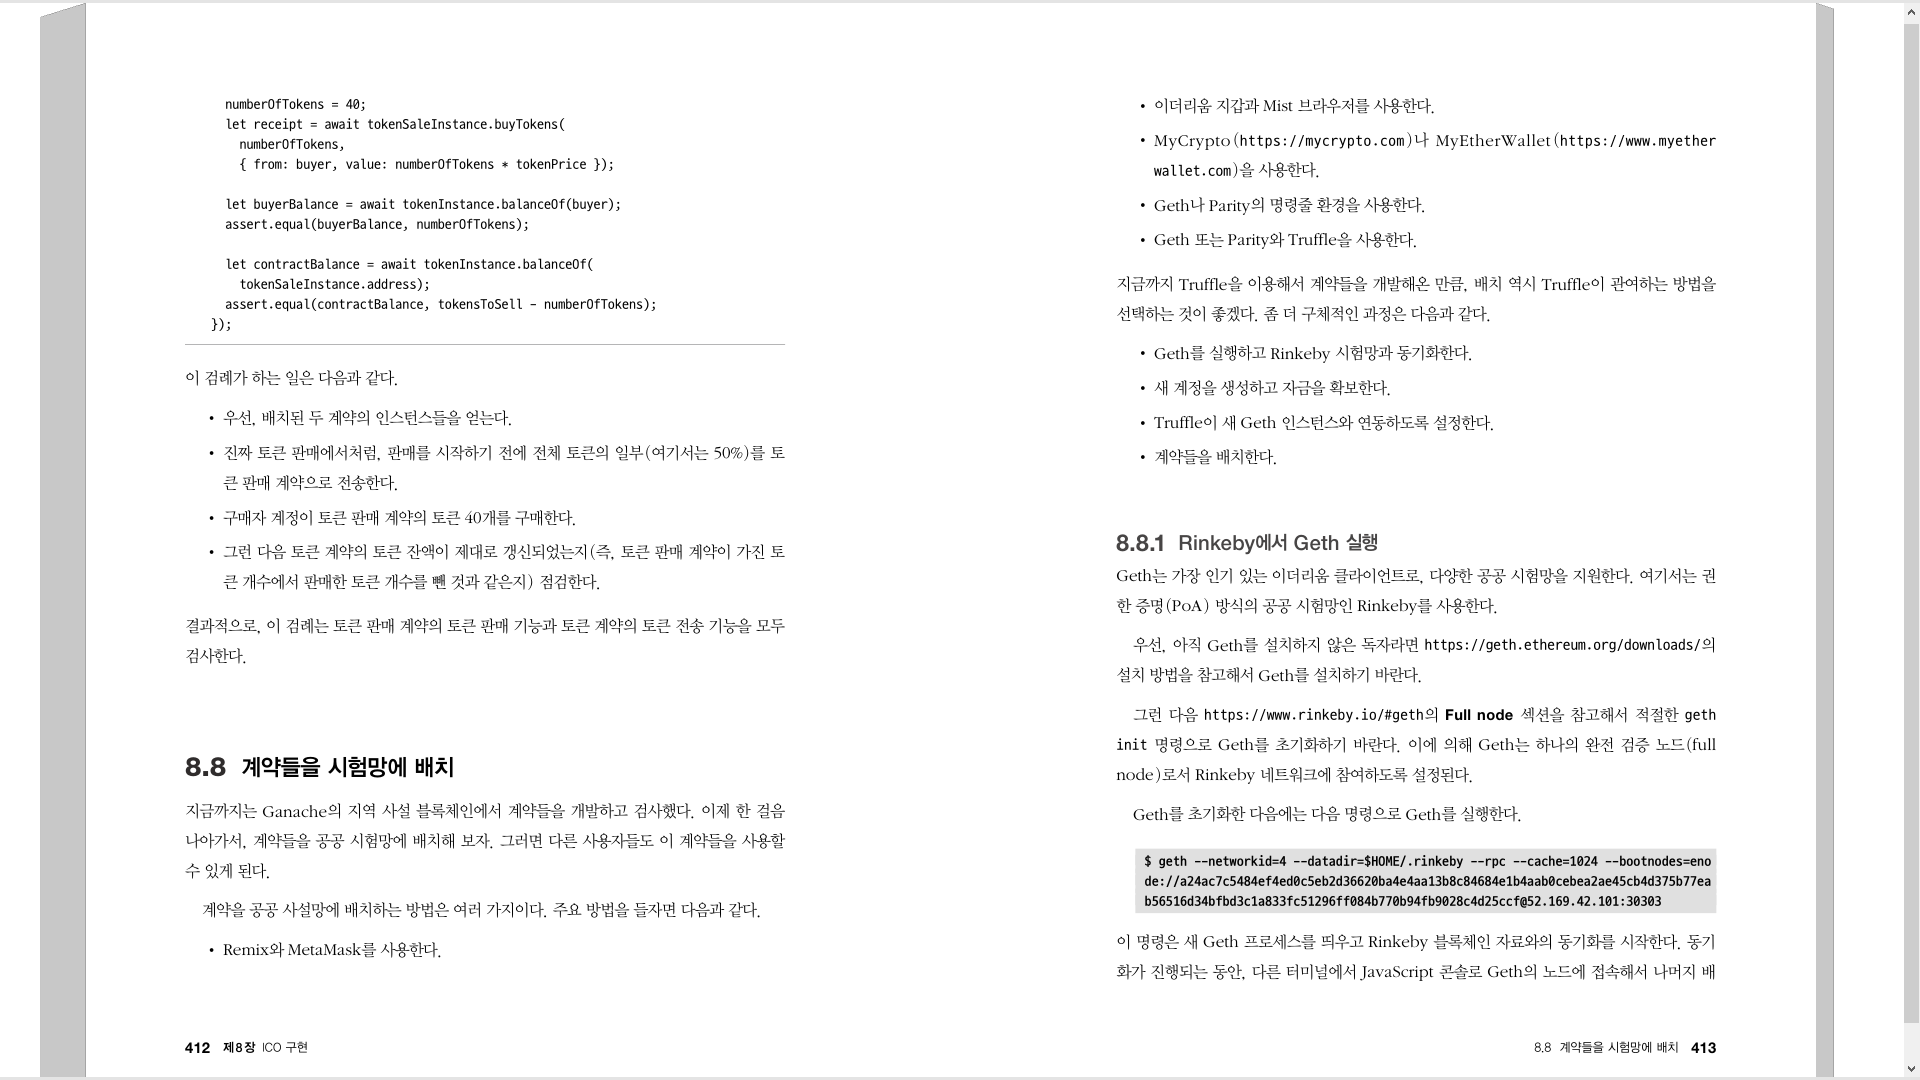 numberOfTokens = 40;
let receipt = await tokenSaleInstance.buyTokens(
numberOfTokens,
{ from: buyer, value: numberOfTokens * tokenPrice });
let buyerBalance = await tokenInstance.balanceOf(buyer);
assert.equal(buyerBalance, numberOfTokens);
let contractBalance = await tokenInstance.balanceOf(
tokenSaleInstance.address);
assert.equal(contractBalance, tokensToSell - numberOfTokens);
});
이 검례가 하는 일은 다음과 같다.
• 우선, 배치된 두 계약의 인스턴스들을 얻는다.
• 진짜 토큰 판매에서처럼, 판매를 시작하기 전에 전체 토큰의 일부(여기서는 50%)를 토
큰 판매 계약으로 전송한다.
• 구매자 계정이 토큰 판매 계약의 토큰 40개를 구매한다.
• 그런 다음 토큰 계약의 토큰 잔액이 제대로 갱신되었는지(즉, 토큰 판매 계약이 가진 토
큰 개수에서 판매한 토큰 개수를 뺀 것과 같은지) 점검한다.
결과적으로, 이 검례는 토큰 판매 계약의 토큰 판매 기능과 토큰 계약의 토큰 전송 기능을 모두
검사한다.
8.8 계약들을 시험망에 배치
지금까지는 Ganache의 지역 사설 블록체인에서 계약들을 개발하고 검사했다. 이제 한 걸음
나아가서, 계약들을 공공 시험망에 배치해 보자. 그러면 다른 사용자들도 이 계약들을 사용할
수 있게 된다.
계약을 공공 사설망에 배치하는 방법은 여러 가지이다. 주요 방법을 들자면 다음과 같다.
• Remix와 MetaMask를 사용한다.
412 제8장 ICO 구현
• 이더리움 지갑과 Mist 브라우저를 사용한다.
• MyCrypto(https://mycrypto.com)나 MyEtherWallet(https://www.myether
wallet.com)을 사용한다.
• Geth나 Parity의 명령줄 환경을 사용한다.
• Geth 또는 Parity와 Truffle을 사용한다.
지금까지 Truffle을 이용해서 계약들을 개발해온 만큼, 배치 역시 Truffle이 관여하는 방법을
선택하는 것이 좋겠다. 좀 더 구체적인 과정은 다음과 같다.
• Geth를 실행하고 Rinkeby 시험망과 동기화한다.
• 새 계정을 생성하고 자금을 확보한다.
• Truffle이 새 Geth 인스턴스와 연동하도록 설정한다.
• 계약들을 배치한다.
8.8.1 Rinkeby에서 Geth 실행
Geth는 가장 인기 있는 이더리움 클라이언트로, 다양한 공공 시험망을 지원한다. 여기서는 권
한 증명(PoA) 방식의 공공 시험망인 Rinkeby를 사용한다.
우선, 아직 Geth를 설치하지 않은 독자라면 https://geth.ethereum.org/downloads/의
설치 방법을 참고해서 Geth를 설치하기 바란다.
그런 다음 https://www.rinkeby.io/#geth의 Full node 섹션을 참고해서 적절한 geth
init 명령으로 Geth를 초기화하기 바란다. 이에 의해 Geth는 하나의 완전 검증 노드(full
node)로서 Rinkeby 네트워크에 참여하도록 설정된다.
Geth를 초기화한 다음에는 다음 명령으로 Geth를 실행한다.
$ geth --networkid=4 --datadir=$HOME/.rinkeby --rpc --cache=1024 --bootnodes=eno
de://a24ac7c5484ef4ed0c5eb2d36620ba4e4aa13b8c84684e1b4aab0cebea2ae45cb4d375b77ea
b56516d34bfbd3c1a833fc51296ff084b770b94fb9028c4d25ccf@52.169.42.101:30303
이 명령은 새 Geth 프로세스를 띄우고 Rinkeby 블록체인 자료와의 동기화를 시작한다. 동기
화가 진행되는 동안, 다른 터미널에서 JavaScript 콘솔로 Geth의 노드에 접속해서 나머지 배
8.8 계약들을 시험망에 배치 413